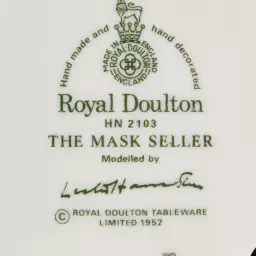 Hand made and hand decorated
MADE IN ENGLAND
ROYAL·DOULTON
ENGLAND
Royal Doulton
HN 2103
THE MASK SELLER
Modelled by
© ROYAL DOULTON TABLEWARE
LIMITED 1952